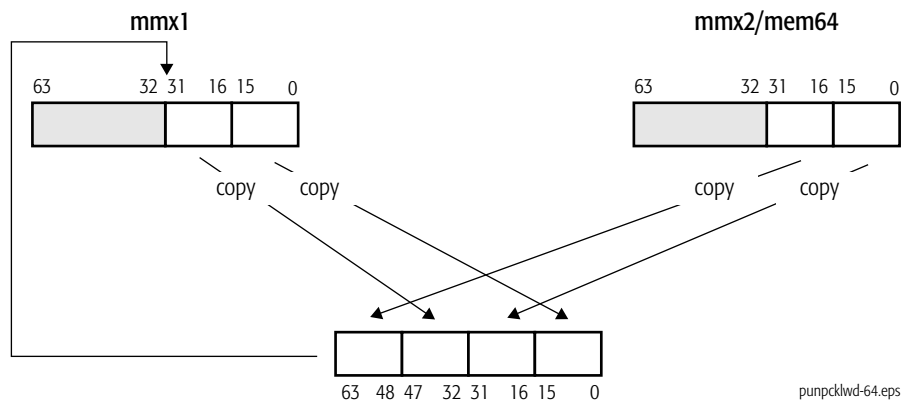 mmx1 mmx2/mem64
63 32 31 16 15 0 63 32 31 16 15 0
copy copy copy copy
63 48 47 32 31 16 15 0
punpcklwd-64.eps